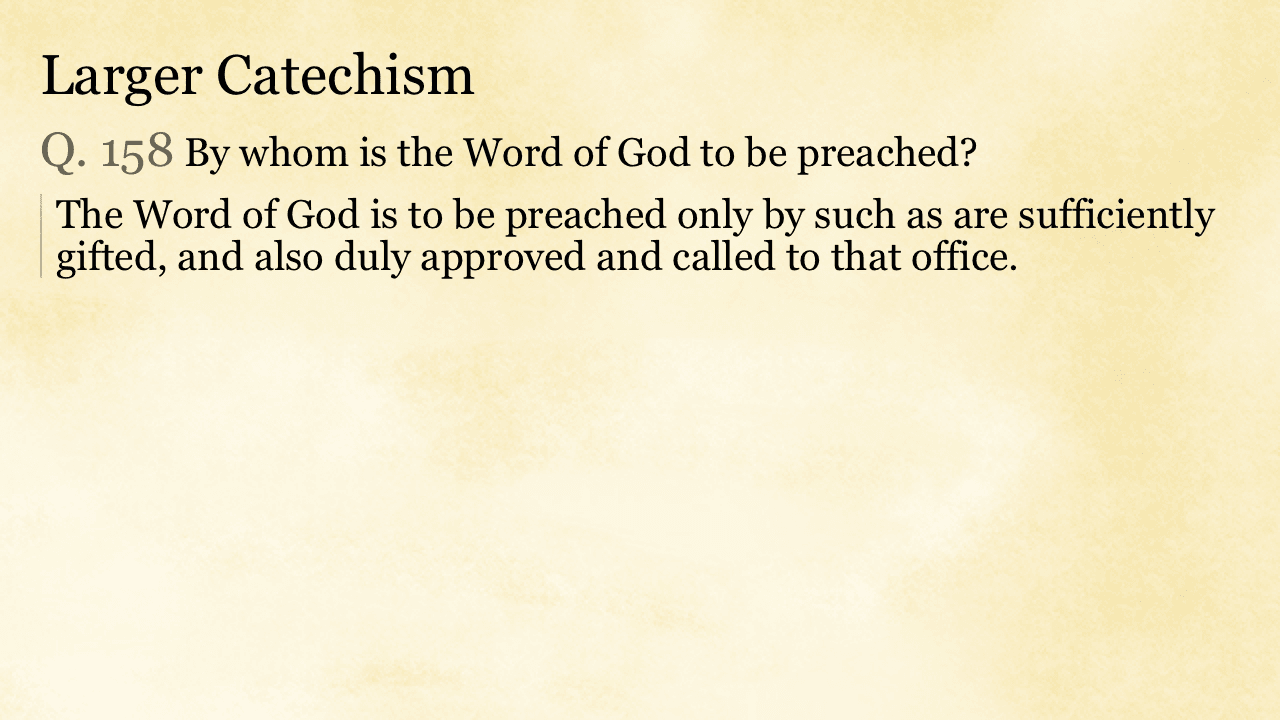 Larger Catechism
Q. 158 By whom is the Word of God to be preached?
The Word of God is to be preached only by such as are sufficiently
gifted, and also duly approved and called to that office.